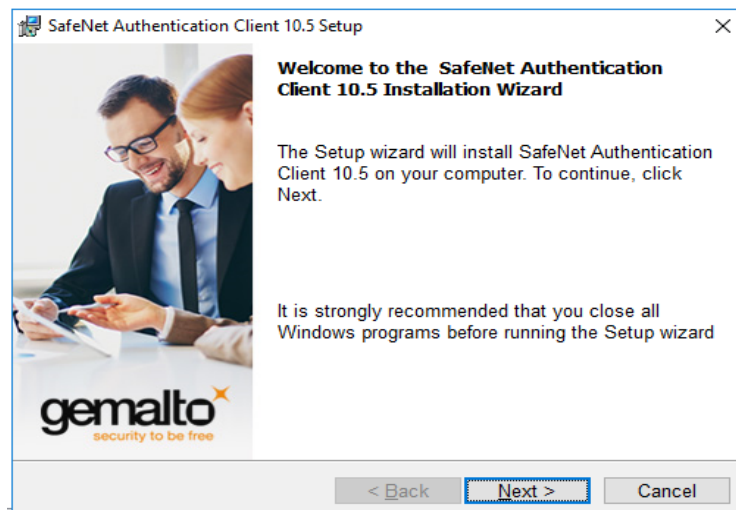 SafeNet Authentication Client 10.5 Setup
Welcome to the SafeNet Authentication
Client 10.5 Installation Wizard
The Setup wizard will install SafeNet Authentication
Client 10.5 on your computer. To continue, click
Next.
It is strongly recommended that you close all
Windows programs before running the Setup wizard
gemalto
security to be free
< Back
Next >
Cancel